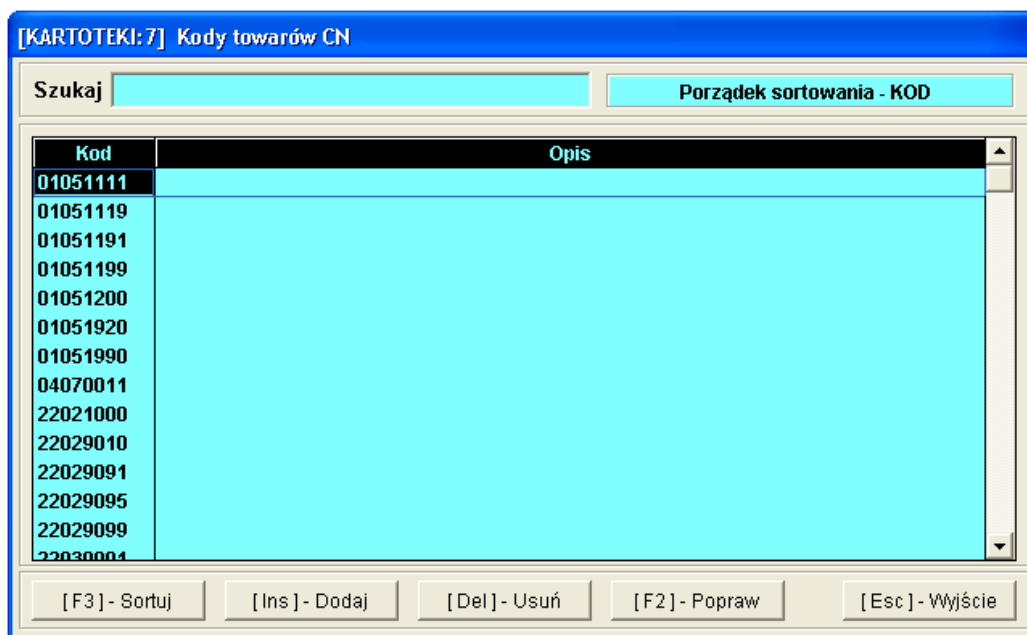 [KARTOTEKI:7] Kody towarów CN
Szukaj
Porządek sortowania - KOD
Kod Opis
01051111
01051119
01051191
01051199
01051200
01051920
01051990
04070011
22021000
22029010
22029091
22029095
22029099
22030001
[F3] - Sortuj [Ins] - Dodaj [Del] - Usuń [F2] - Popraw [Esc] - Wyjście